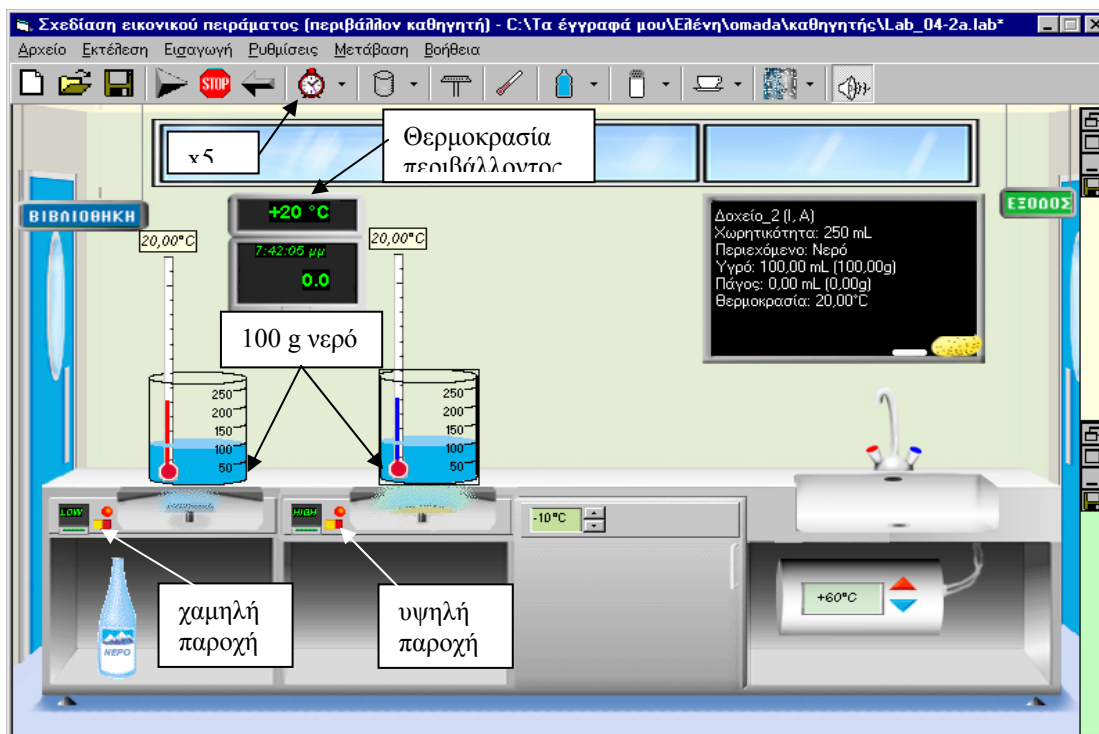 Σχεδίαση εικονικού πειράματος (περιβάλλον καθηγητή) - C:\Τα έγγραφά μου\Ελένη\omada\καθηγητής\Lab_04-2a.lab*
Αρχείο Εκτέλεση Εισαγωγή Ρυθμίσεις Μετάβαση Βοήθεια
STOP
x5
Θερμοκρασία
περιβάλλοντος
ΒΙΒΛΙΟΘΗΚΗ
ΕΞΟΔΟΣ
+20 °C
7:42:05 μμ
0.0
20,00°C
20,00°C
Δοχείο_2 (I, A)
Χωρητικότητα: 250 mL
Περιεχόμενο: Νερό
Υγρό: 100,00 mL (100,00g)
Πάγος: 0,00 mL (0,00g)
Θερμοκρασία: 20,00°C
100 g νερό
250
200
150
100
50
250
200
150
100
50
LOW
HIGH
-10°C
+60°C
ΝΕΡΟ
χαμηλή
παροχή
υψηλή
παροχή